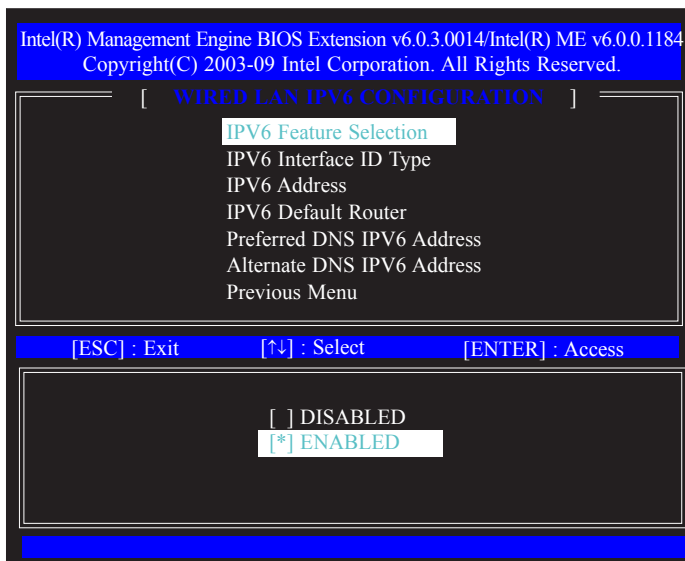 Intel(R) Management Engine BIOS Extension v6.0.3.0014/Intel(R) ME v6.0.0.1184
Copyright(C) 2003-09 Intel Corporation. All Rights Reserved.
[ WIRED LAN IPV6 CONFIGURATION ]
IPV6 Feature Selection
IPV6 Interface ID Type
IPV6 Address
IPV6 Default Router
Preferred DNS IPV6 Address
Alternate DNS IPV6 Address
Previous Menu
[ESC] : Exit [↑↓] : Select [ENTER] : Access
[ ] DISABLED
[*] ENABLED